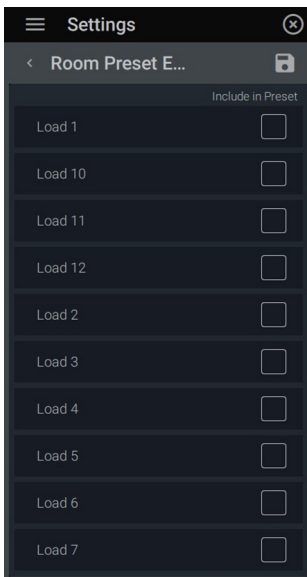 Settings
Room Preset E...
Include in Preset
Load 1
Load 10
Load 11
Load 12
Load 2
Load 3
Load 4
Load 5
Load 6
Load 7